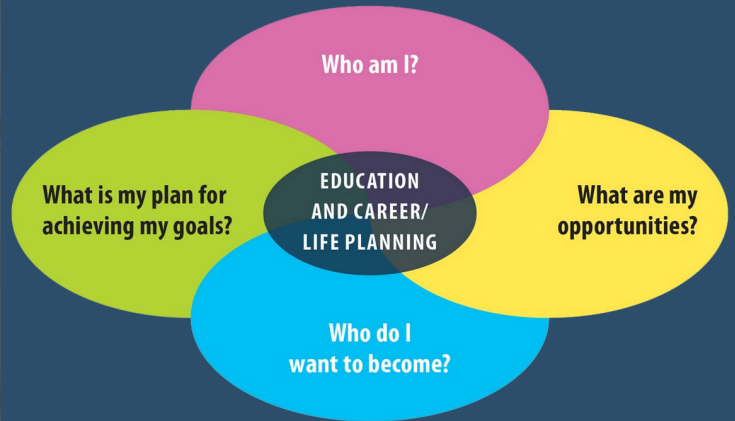 Who am I?
What is my plan for
achieving my goals?
EDUCATION
AND CAREER/
LIFE PLANNING
What are my
opportunities?
Who do I
want to become?